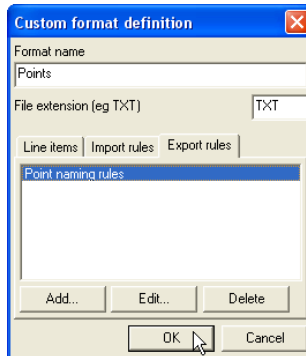 Custom format definition
Format name
Points
File extension (eg TXT) TXT
Line items Import rules Export rules
Point naming rules
Add... Edit... Delete
OK Cancel